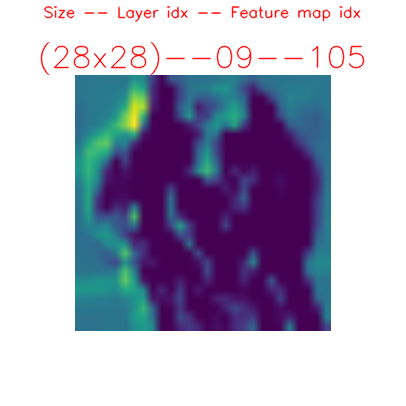 Size -- Layer idx -- Feature map idx
(28x28)--09--105